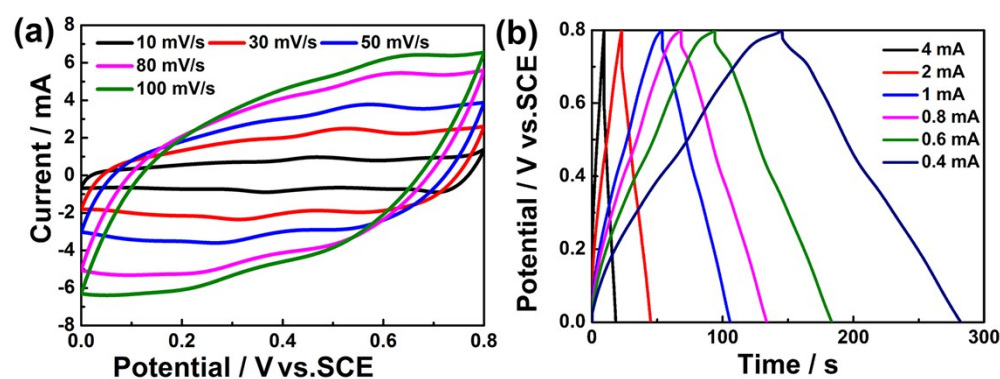 (a)
10 mV/s 30 mV/s 50 mV/s
80 mV/s
100 mV/s
8
6
4
2
0
-2
-4
-6
-8
Current / mA
0.0 0.2 0.4 0.6 0.8
Potential / V vs.SCE
(b)
4 mA
2 mA
1 mA
0.8 mA
0.6 mA
0.4 mA
0.8
0.6
0.4
0.2
0.0
Potential / V vs.SCE
0 100 200 300
Time / s